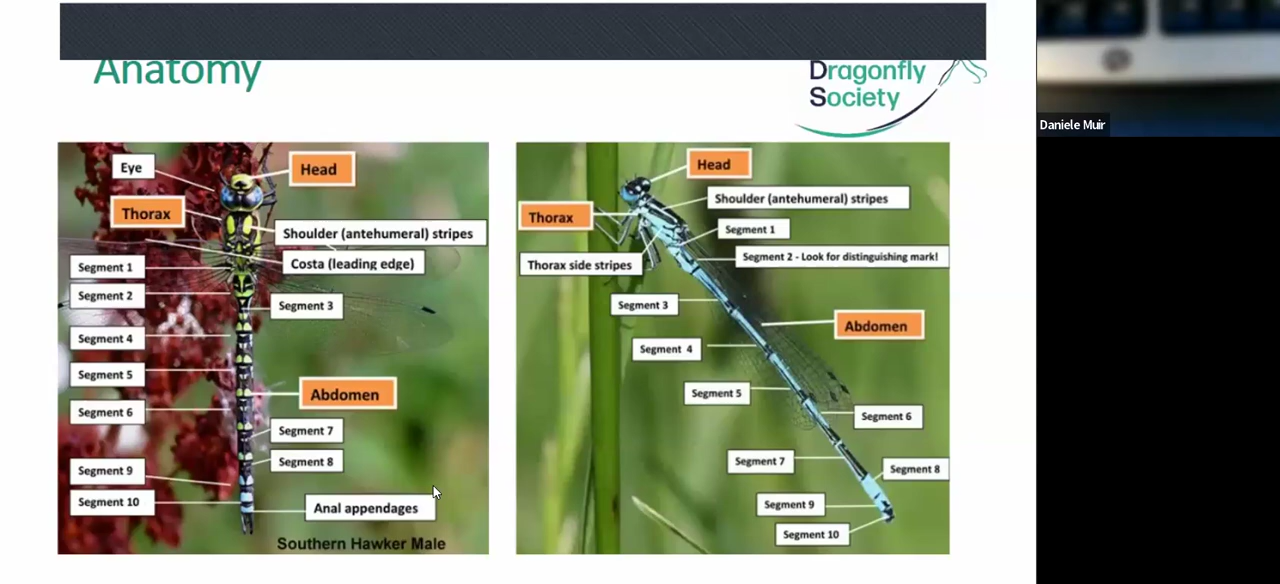 Anatomy
Dragonfly
Society
Daniele Muir
Eye
Head
Thorax
Shoulder (antehumeral) stripes
Costa (leading edge)
Segment 1
Segment 2
Segment 3
Segment 4
Segment 5
Abdomen
Segment 6
Segment 7
Segment 8
Segment 9
Segment 10
Anal appendages
Southern Hawker Male
Head
Shoulder (antehumeral) stripes
Thorax
Segment 1
Segment 2 - Look for distinguishing mark!
Thorax side stripes
Segment 3
Abdomen
Segment 4
Segment 5
Segment 6
Segment 7
Segment 8
Segment 9
Segment 10